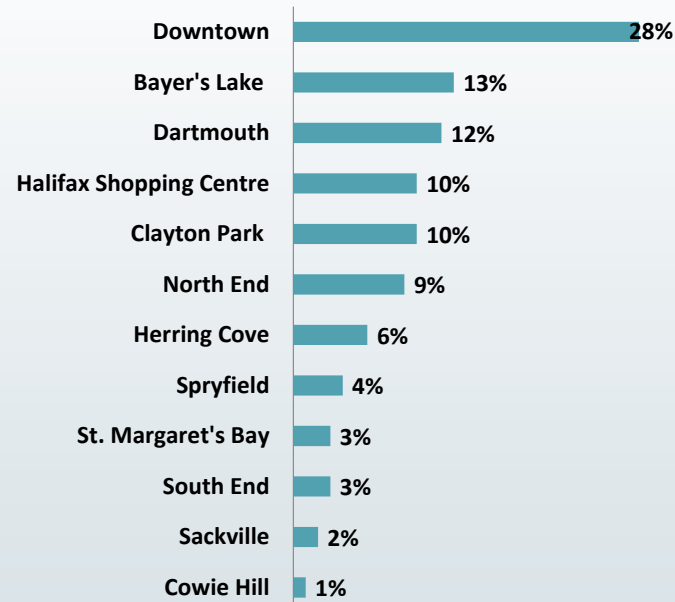 Downtown 28%
Bayer's Lake 13%
Dartmouth 12%
Halifax Shopping Centre 10%
Clayton Park 10%
North End 9%
Herring Cove 6%
Spryfield 4%
St. Margaret's Bay 3%
South End 3%
Sackville 2%
Cowie Hill 1%